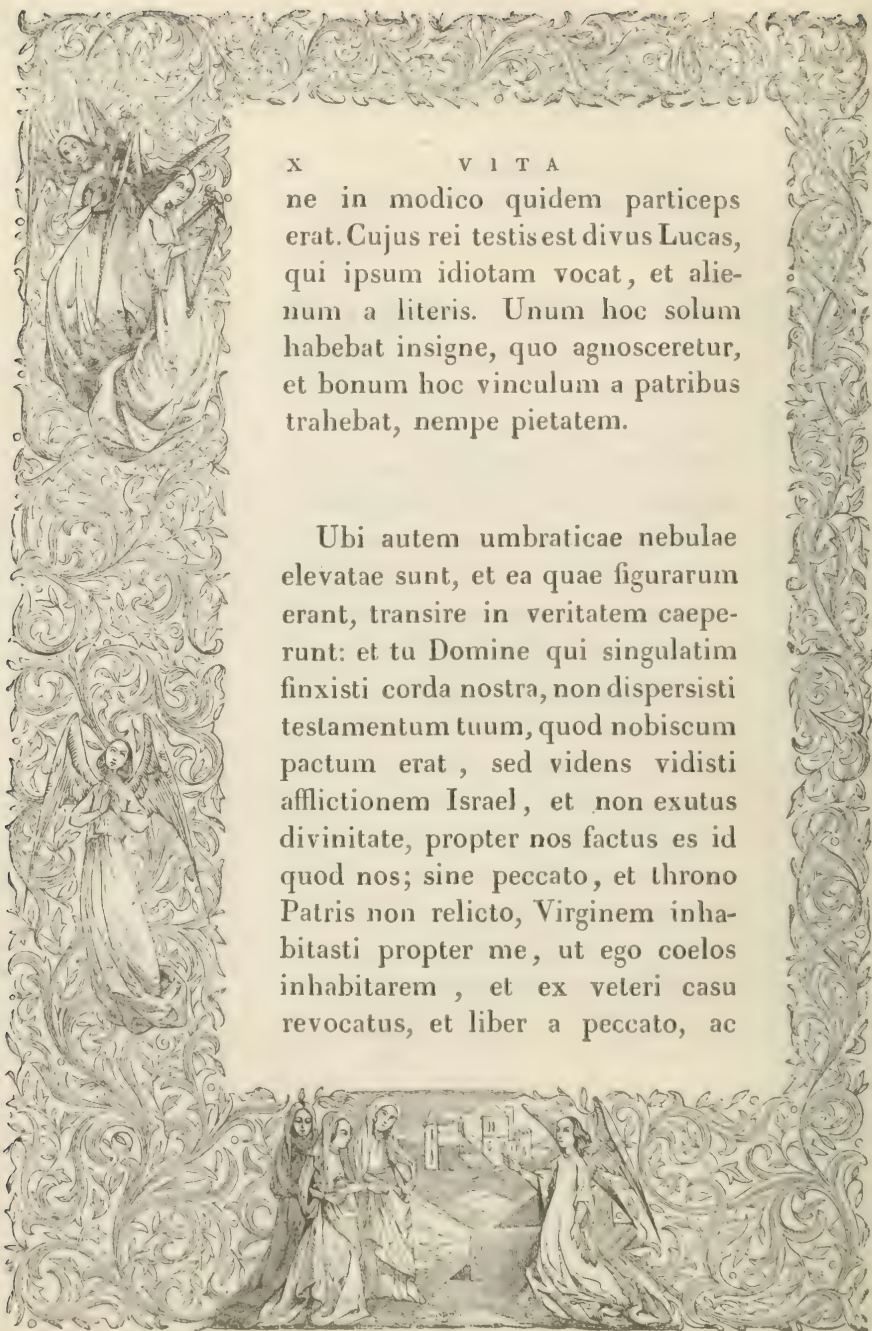 X VITA
ne in modico quidem particeps
erat. Cujus rei testis est divus Lucas,
qui ipsum idiotam vocat, et alie-
num a literis. Unum hoc solum
habebat insigne, quo agnosceretur,
et bonum hoc vinculum a patribus
trahebat, nempe pietatem.
Ubi autem umbraticae nebulae
elevatae sunt, et ea quae figurarum
erant, transire in veritatem caepe-
runt: et tu Domine qui singulatim
finxisti corda nostra, non dispersisti
testamentum tuum, quod nobiscum
pactum erat , sed videns vidisti
afflictionem Israel, et non exutus
divinitate, propter nos factus es id
quod nos; sine peccato, et throno
Patris non relicto, Virginem inha-
bitasti propter me, ut ego coelos
inhabitarem , et ex veteri casu
revocatus, et liber a peccato, ac